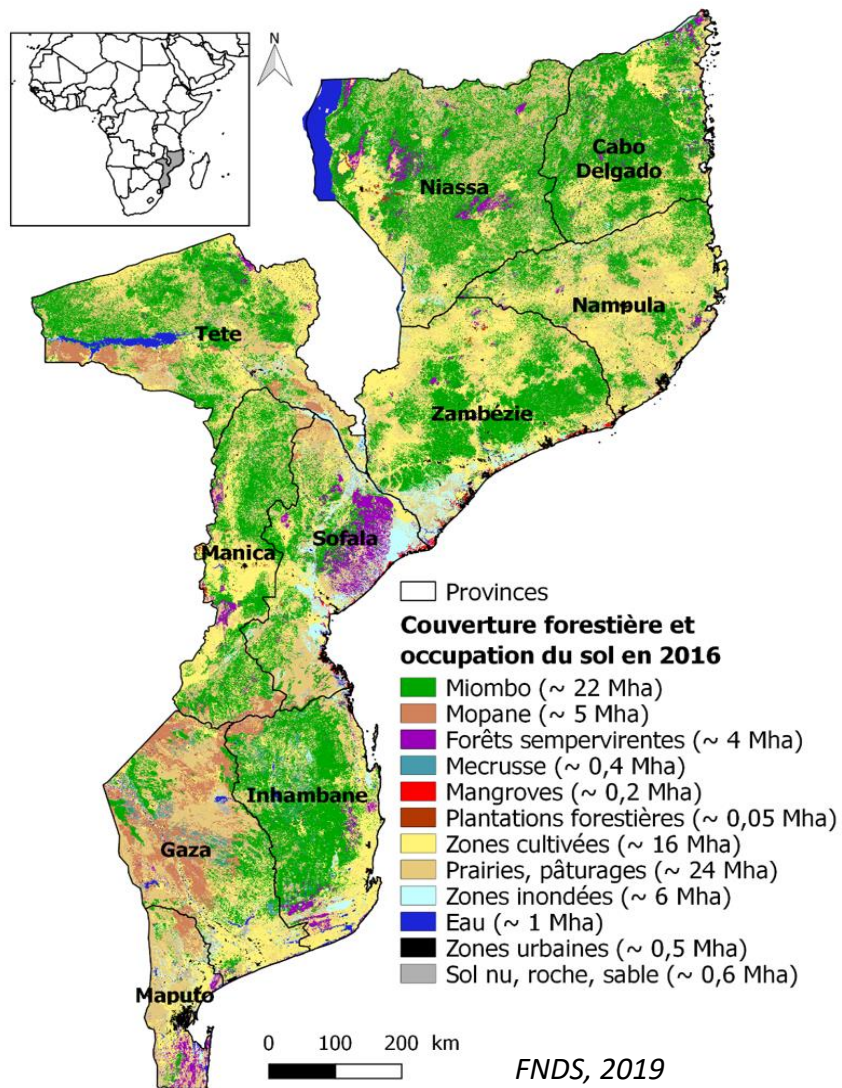 N
Cabo
Delgado
Niassa
Nampula
Tete
Zambézie
Sofala
Manica
Inhambane
Gaza
Maputo
Provinces
Couverture forestière et
occupation du sol en 2016
Miombo (~ 22 Mha)
Mopane (~ 5 Mha)
Forêts sempervirentes (~ 4 Mha)
Mecrusse (~ 0,4 Mha)
Mangroves (~ 0,2 Mha)
Plantations forestières (~ 0,05 Mha)
Zones cultivées (~ 16 Mha)
Prairies, pâturages (~ 24 Mha)
Zones inondées (~ 6 Mha)
Eau (~ 1 Mha)
Zones urbaines (~ 0,5 Mha)
Sol nu, roche, sable (~ 0,6 Mha)
0 100 200 km
FNDS, 2019